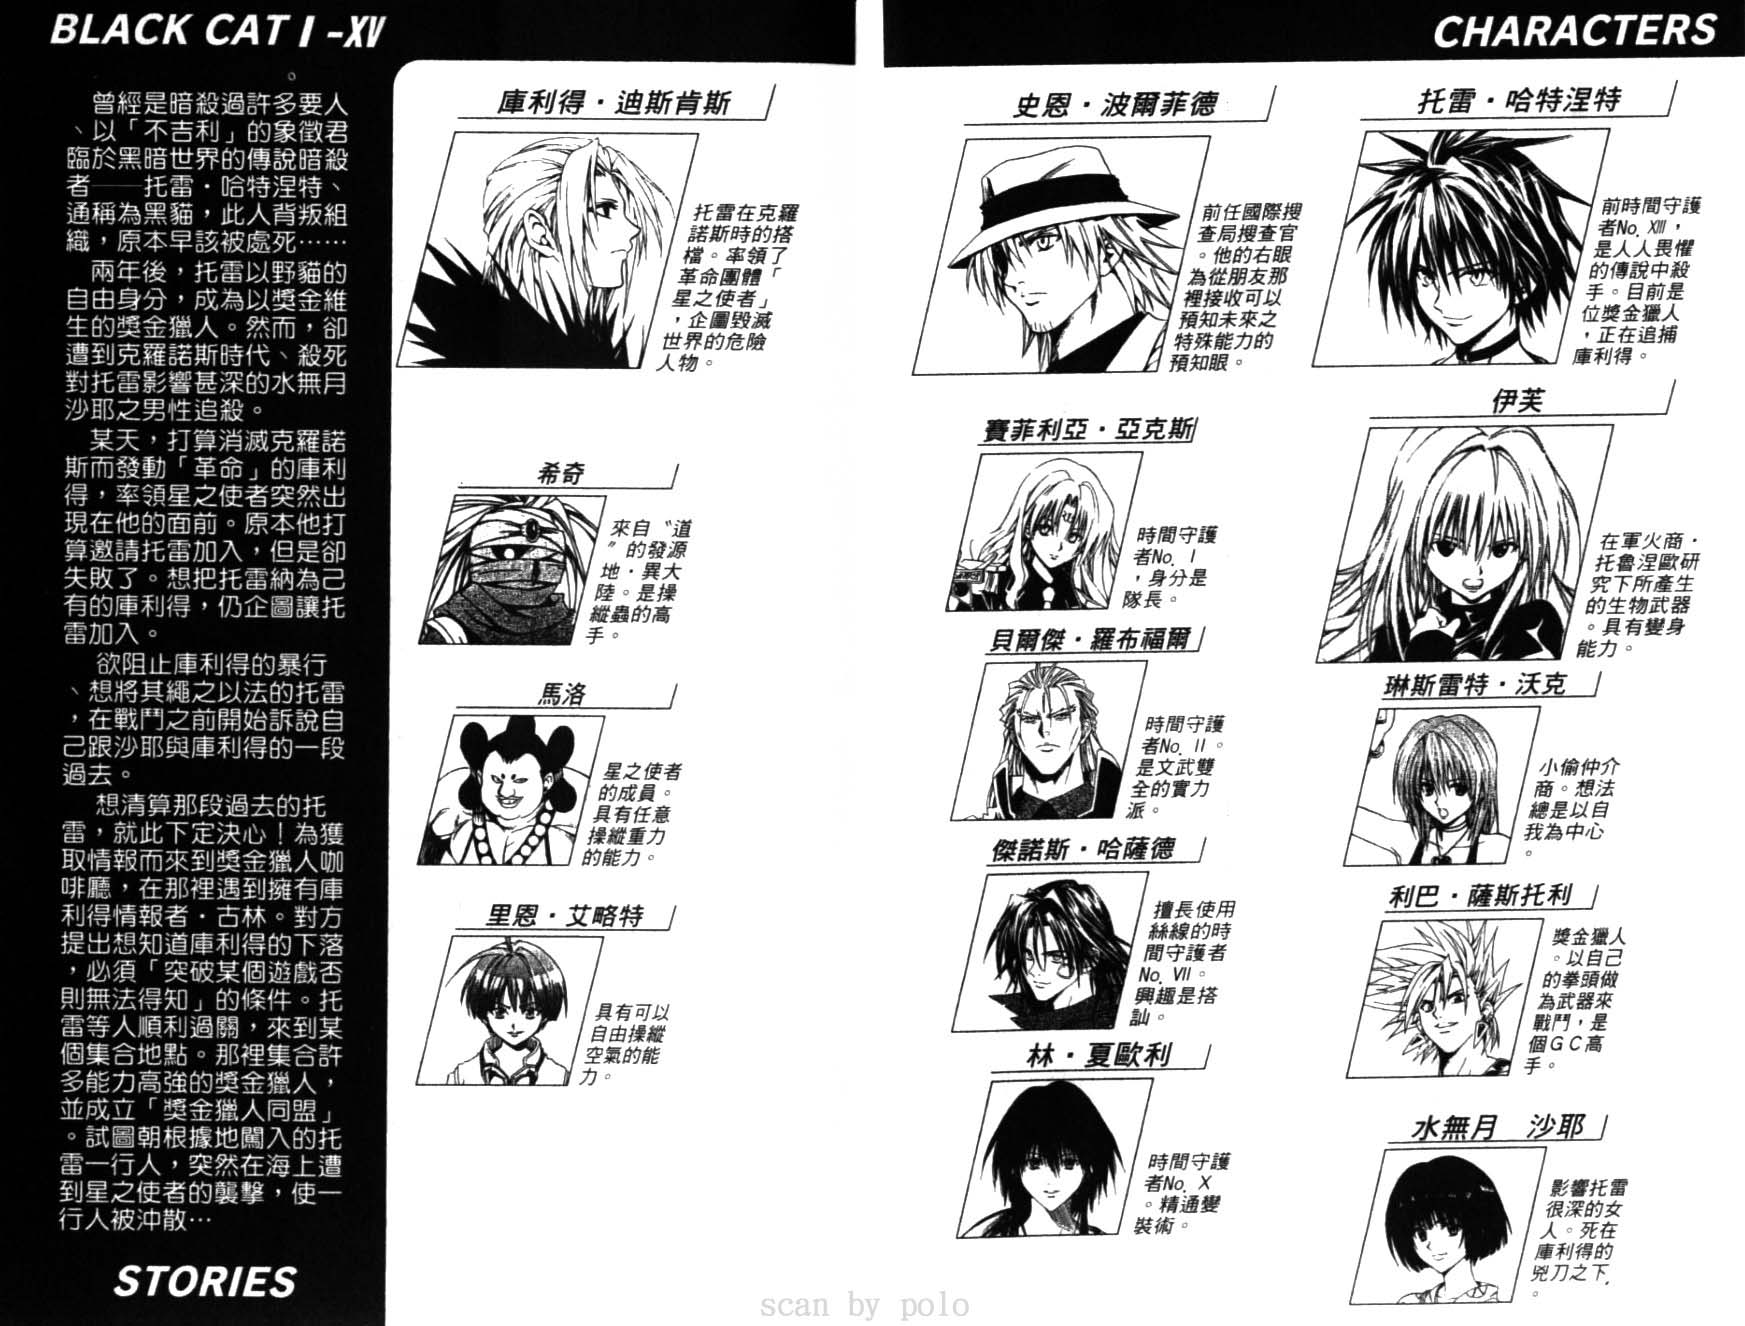 BLACK CAT I - XV
。
曾經是暗殺過許多要人
、以「不吉利」的象徵君
臨於黑暗世界的傳說暗殺
者──托雷・哈特涅特、
通稱為黑貓，此人背叛組
織，原本早該被處死……
兩年後，托雷以野貓的
自由身分，成為以獎金維
生的獎金獵人。然而，卻
遭到克羅諾斯時代、殺死
對托雷影響甚深的水無月
沙耶之男性追殺。
某天，打算消滅克羅諾
斯而發動「革命」的庫利
得，率領星之使者突然出
現在他的面前。原本他打
算邀請托雷加入，但是卻
失敗了。想把托雷納為己
有的庫利得，仍企圖讓托
雷加入。
欲阻止庫利得的暴行
、想將其繩之以法的托雷
，在戰鬥之前開始訴說自
己跟沙耶與庫利得的一段
過去。
想清算那段過去的托
雷，就此下定決心！為獲
取情報而來到獎金獵人咖
啡廳，在那裡遇到擁有庫
利得情報者・古林。對方
提出想知道庫利得的下落
，必須「突破某個遊戲否
則無法得知」的條件。托
雷等人順利過關，來到某
個集合地點。那裡集合許
多能力高強的獎金獵人，
並成立「獎金獵人同盟」
。試圖朝根據地闖入的托
雷一行人，突然在海上遭
到星之使者的襲擊，使一
行人被沖散…
STORIES
CHARACTERS
庫利得・迪斯肯斯
托雷在克羅
諾斯時的搭
檔。率領了
革命團體「
星之使者」
，企圖毀滅
世界的危險
人物。
希奇
來自〝道
〞的發源
地・異大
陸。是操
縱蟲的高
手。
馬洛
星之使者
的成員。
具有任意
操縱重力
的能力。
里恩・艾略特
具有可以
自由操縱
空氣的能
力。
史恩・波爾菲德
前任國際搜
查局搜查官
。他的右眼
為從朋友那
裡接收可以
預知未來之
特殊能力的
預知眼。
賽菲利亞・亞克斯
時間守護
者No. I
，身分是
隊長。
貝爾傑・羅布福爾
時間守護
者No. II。
是文武雙
全的實力
派。
傑諾斯・哈薩德
擅長使用
絲線的時
間守護者
No. VII。
興趣是搭
訕。
林・夏歐利
時間守護
者No. X
。精通變
裝術。
托雷・哈特涅特
前時間守護
者No. XIII，
是人人畏懼
的傳說中殺
手。目前是
位獎金獵人
，正在追捕
庫利得。
伊芙
在軍火商・
托魯涅歐研
究下所產生
的生物武器
。具有變身
能力。
琳斯雷特・沃克
小偷仲介
商。想法
總是以自
我為中心
。
利巴・薩斯托利
獎金獵人
。以自己
的拳頭做
為武器來
戰鬥，是
個GC高
手。
水無月　沙耶
影響托雷
很深的女
人。死在
庫利得的
兇刀之下
。
scan by polo